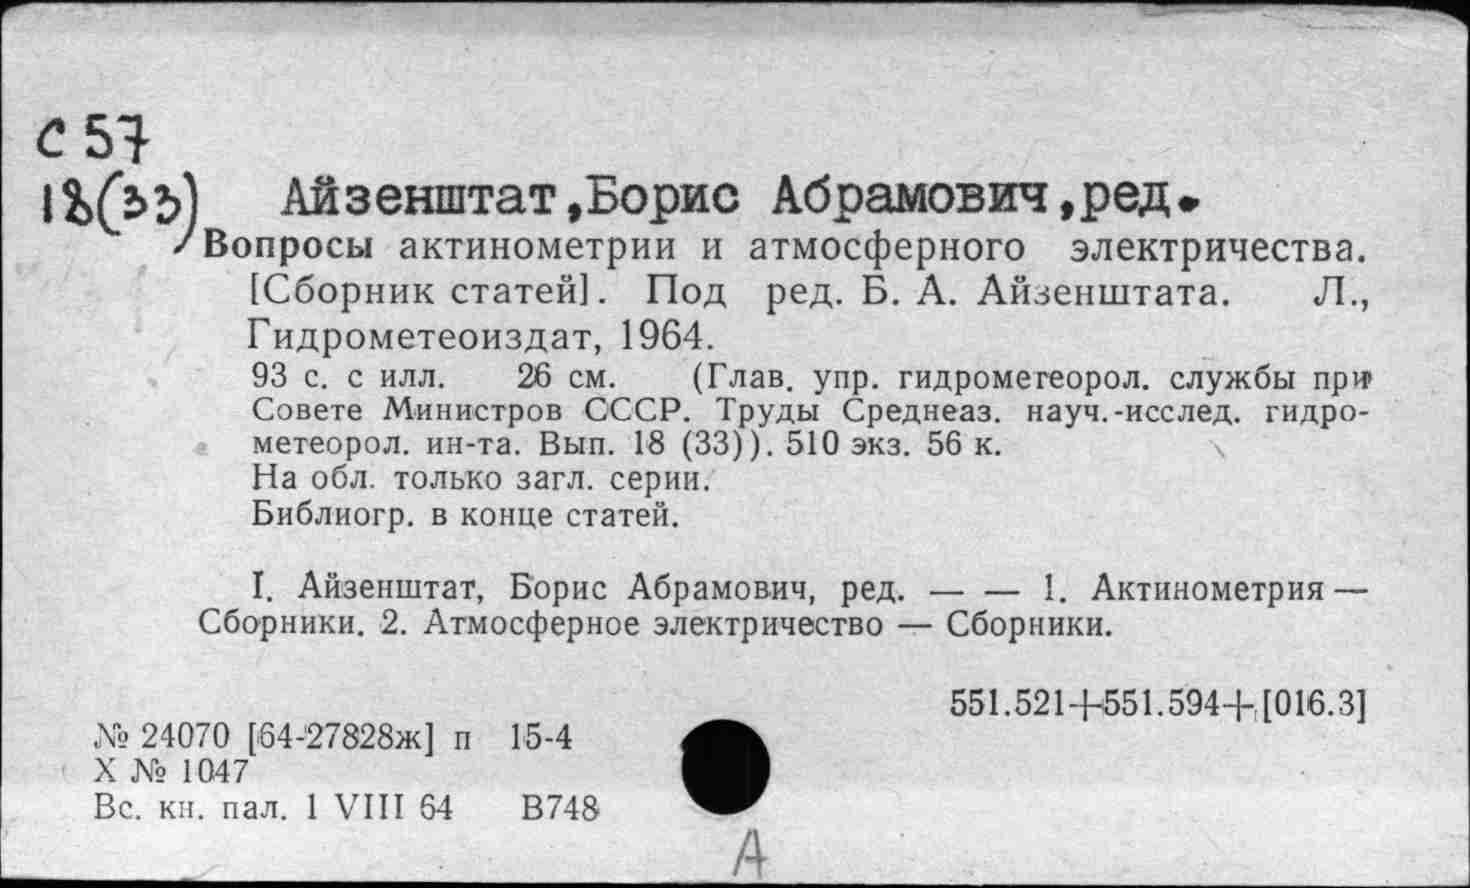 С 57
18(33)
Айзенштат,Борис Абрамович,ред.
Вопросы актинометрии и атмосферного электричества.
[Сборник статей]. Под ред. Б. А. Айзенштата. Л.,
Гидрометеоиздат, 1964.
93 с. с илл. 26 см. (Глав. упр. гидрометеорол. службы при
Совете Министров СССР. Труды Среднеаз. науч.-исслед. гидро-
метеорол. ин-та. Вып. 18 (33)). 510 экз. 56 к.
На обл. только загл. серии.
Библиогр. в конце статей.
I. Айзенштат, Борис Абрамович, ред. — — 1. Актинометрия —
Сборники. 2. Атмосферное электричество — Сборники.
551.521+551.594+[016.3]
№ 24070 [64-27828ж] п 15-4
X № 1047
Вс. кн. пал. 1 VIII 64 В748
А